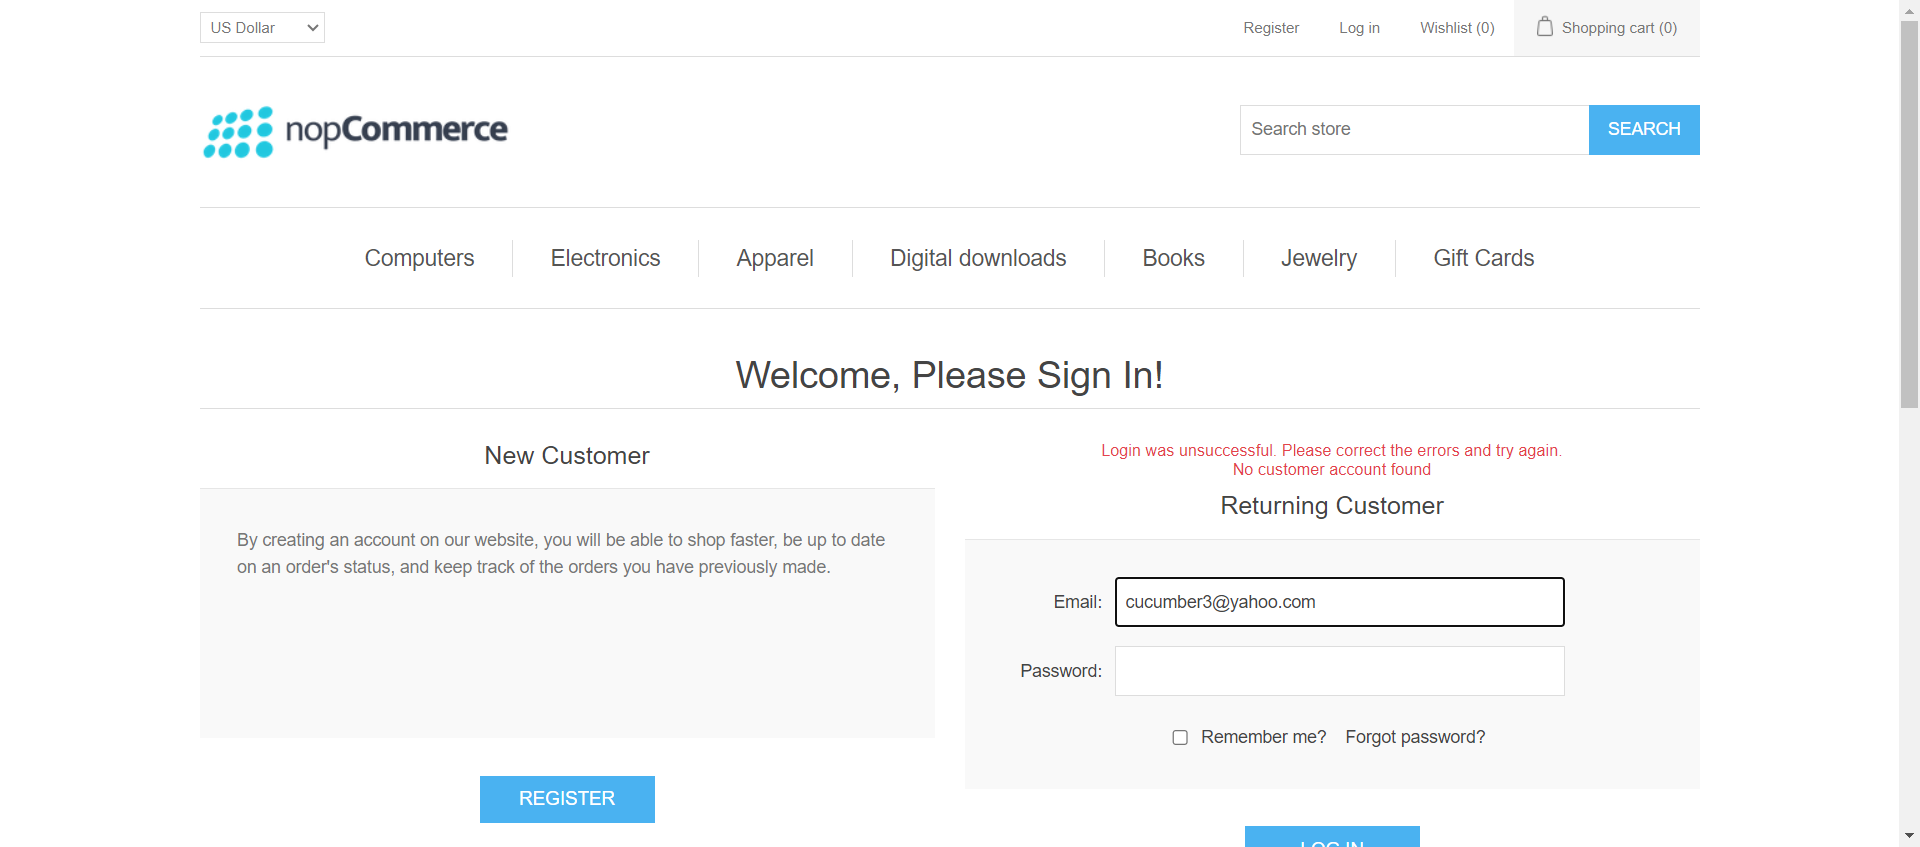 US Dollar
Register
Log in
Wishlist (0)
Shopping cart (0)
nopCommerce
Search store
SEARCH
Computers
Electronics
Apparel
Digital downloads
Books
Jewelry
Gift Cards
Welcome, Please Sign In!
New Customer
By creating an account on our website, you will be able to shop faster, be up to date
on an order's status, and keep track of the orders you have previously made.
REGISTER
Login was unsuccessful. Please correct the errors and try again.
No customer account found
Returning Customer
Email: cucumber3@yahoo.com
Password:
Remember me? Forgot password?
LOG IN